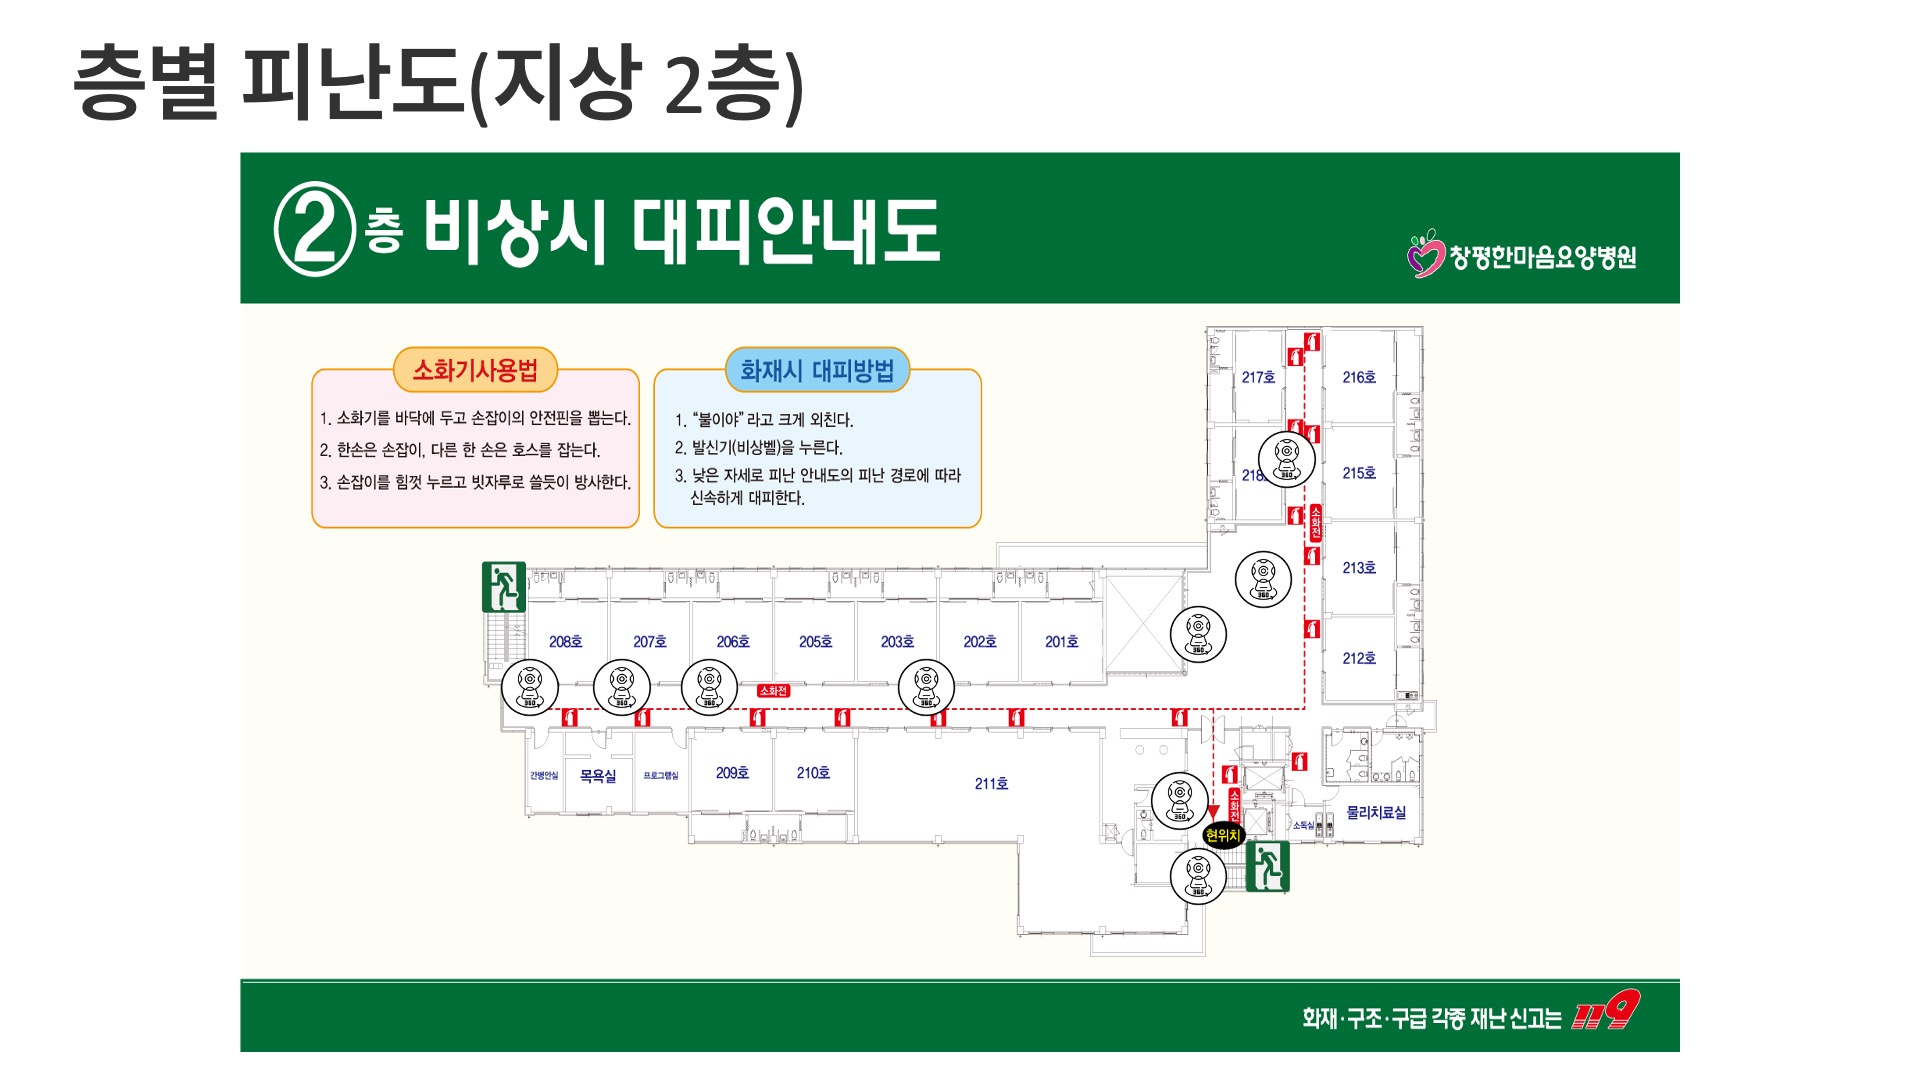 층별 피난도(지상 2층)
② 층 비상시 대피안내도
창평한마음요양병원
소화기사용법
1. 소화기를 바닥에 두고 손잡이의 안전핀을 뽑는다.
2. 한손은 손잡이, 다른 한 손은 호스를 잡는다.
3. 손잡이를 힘껏 누르고 빗자루로 쓸듯이 방사한다.
화재시 대피방법
1. “불이야” 라고 크게 외친다.
2. 발신기(비상벨)을 누른다.
3. 낮은 자세로 피난 안내도의 피난 경로에 따라
신속하게 대피한다.
217호
216호
360
218
215호
소화전
360
213호
360
212호
208호
207호
206호
205호
203호
202호
201호
360
360
360
360
소화전
간병인실
목욕실
프로그램실
209호
210호
211호
360
소화전
현위치
소독실
물리치료실
360
화재·구조·구급 각종 재난 신고는 119